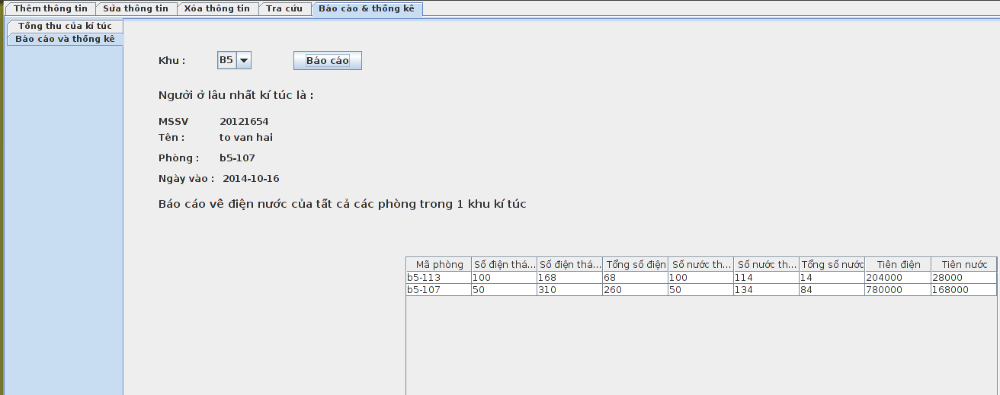 Thêm thông tin Sửa thông tin Xóa thông tin Tra cứu Báo cáo & thống kê
Tổng thu của kí túc
Báo cáo và thống kê
Khu : B5 Báo cáo
Người ở lâu nhất kí túc là :
MSSV 20121654
Tên : to van hai
Phòng : b5-107
Ngày vào : 2014-10-16
Báo cáo về điện nước của tất cả các phòng trong 1 khu kí túc
Mã phòng Số điện thá... Số điện thá... Tổng số điện Số nước th... Số nước th... Tổng số nước Tiền điện Tiền nước
b5-113 100 168 68 100 114 14 204000 28000
b5-107 50 310 260 50 134 84 780000 168000